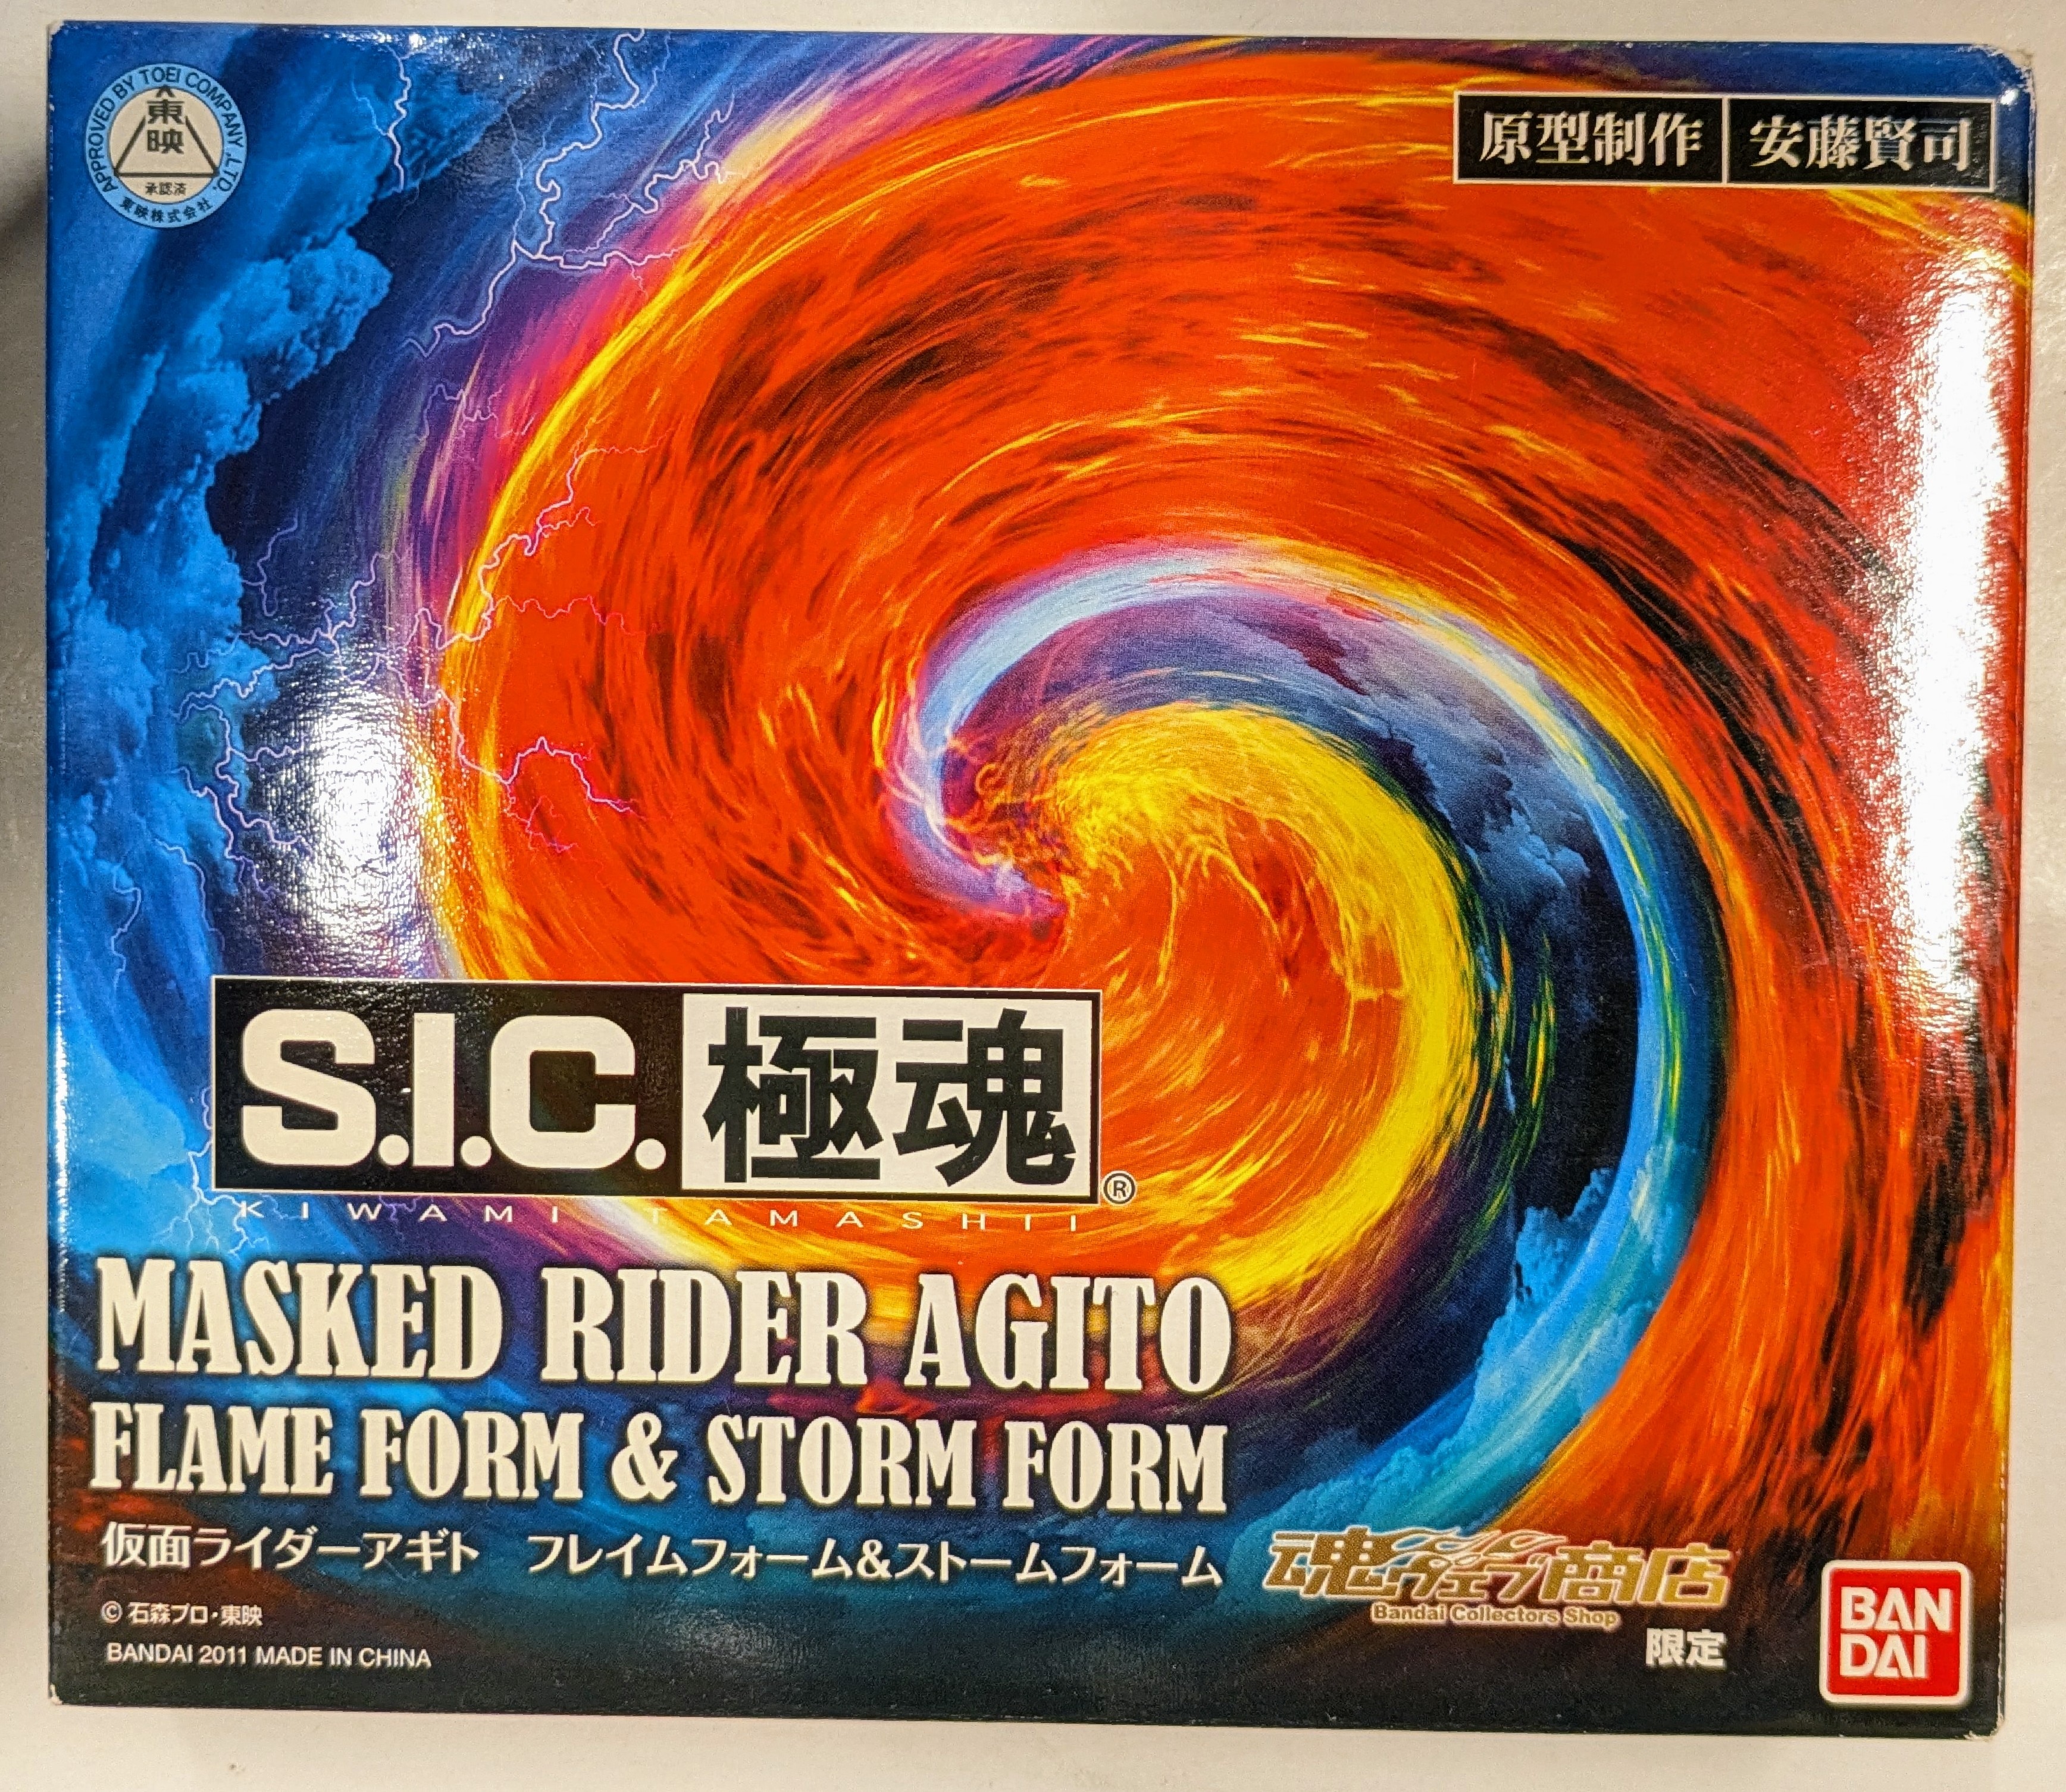 APPROVED BY TOEI COMPANY, LTD.
東
映
承認済
東映株式会社
原型制作 安藤賢司
S.I.C. 極魂 ®
KIWAMI TAMASHII
MASKED RIDER AGITO
FLAME FORM & STORM FORM
仮面ライダーアギト フレイムフォーム&ストームフォーム
© 石森プロ・東映
BANDAI 2011 MADE IN CHINA
魂ウェブ商店
Bandai Collectors Shop
限定
BAN
DAI